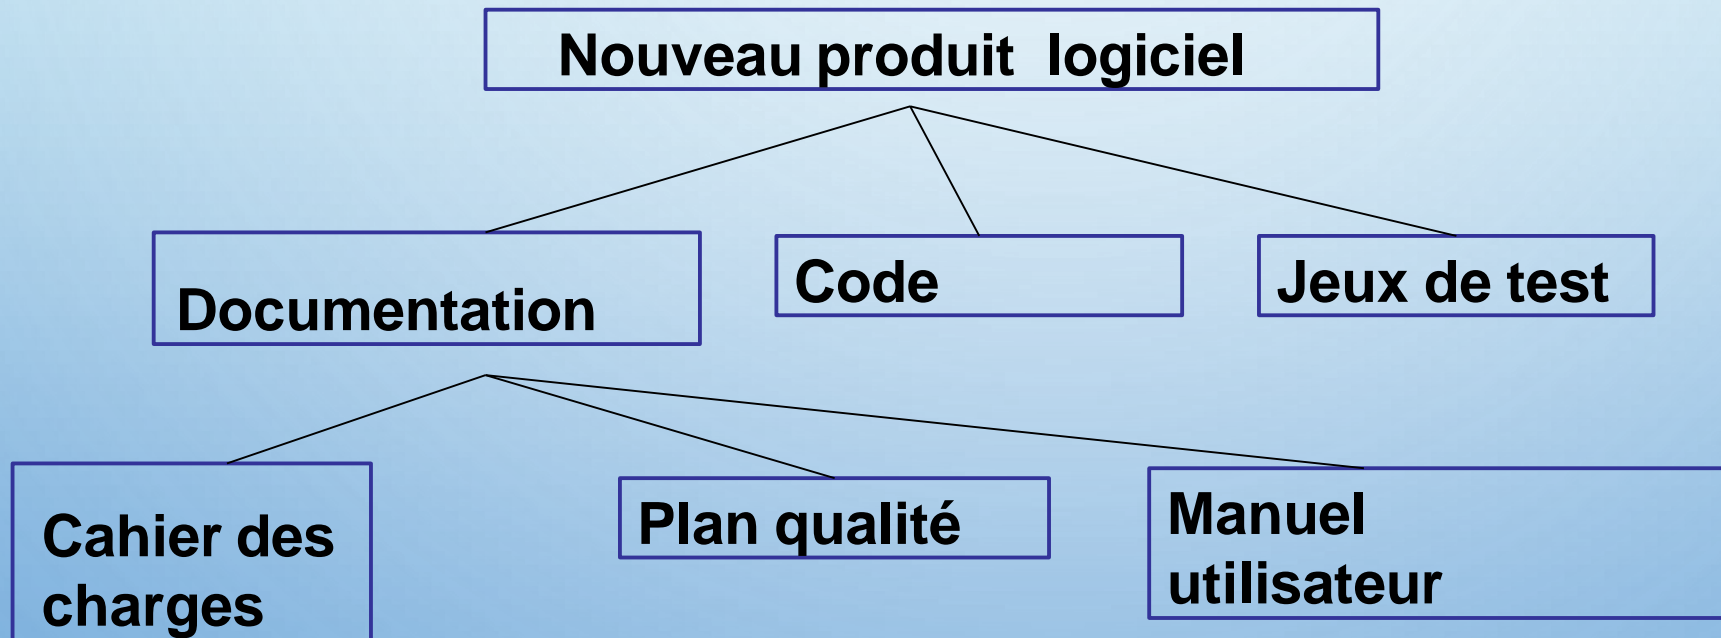 Nouveau produit logiciel
Documentation
Code
Jeux de test
Cahier des
charges
Plan qualité
Manuel
utilisateur